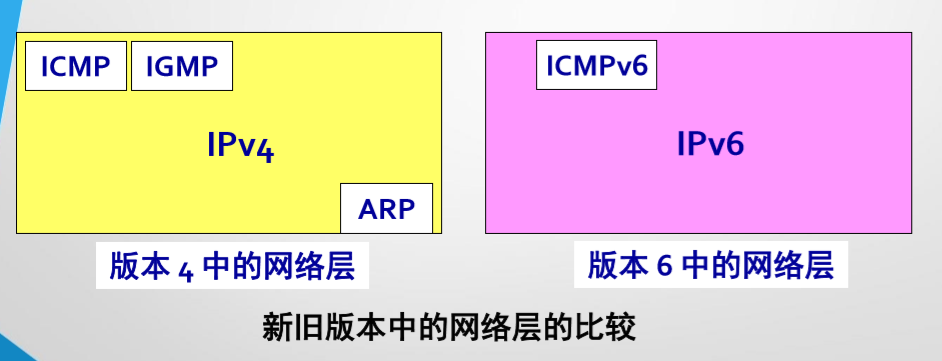 ICMP IGMP
IPv4
ARP
版本 4 中的网络层
ICMPv6
IPv6
版本 6 中的网络层
新旧版本中的网络层的比较